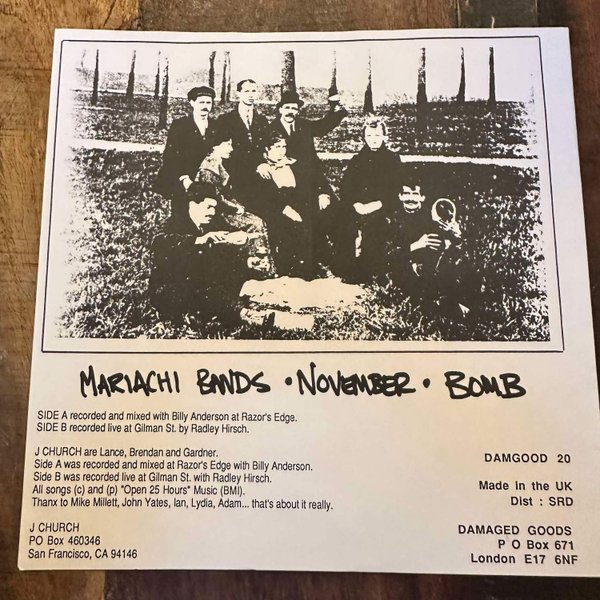 MARIACHI BANDS • NOVEMBER • BOMB
SIDE A recorded and mixed with Billy Anderson at Razor's Edge.
SIDE B recorded live at Gilman St. by Radley Hirsch.
J CHURCH are Lance, Brendan and Gardner.
Side A was recorded and mixed at Razor's Edge with Billy Anderson.
Side B was recorded live at Gilman St. with Radley Hirsch.
All songs (c) and (p) "Open 25 Hours" Music (BMI).
Thanx to Mike Millett, John Yates, Ian, Lydia, Adam... that's about it really.
J CHURCH
PO Box 460346
San Francisco, CA 94146
DAMGOOD 20
Made in the UK
Dist : SRD
DAMAGED GOODS
P O Box 671
London E17 6NF